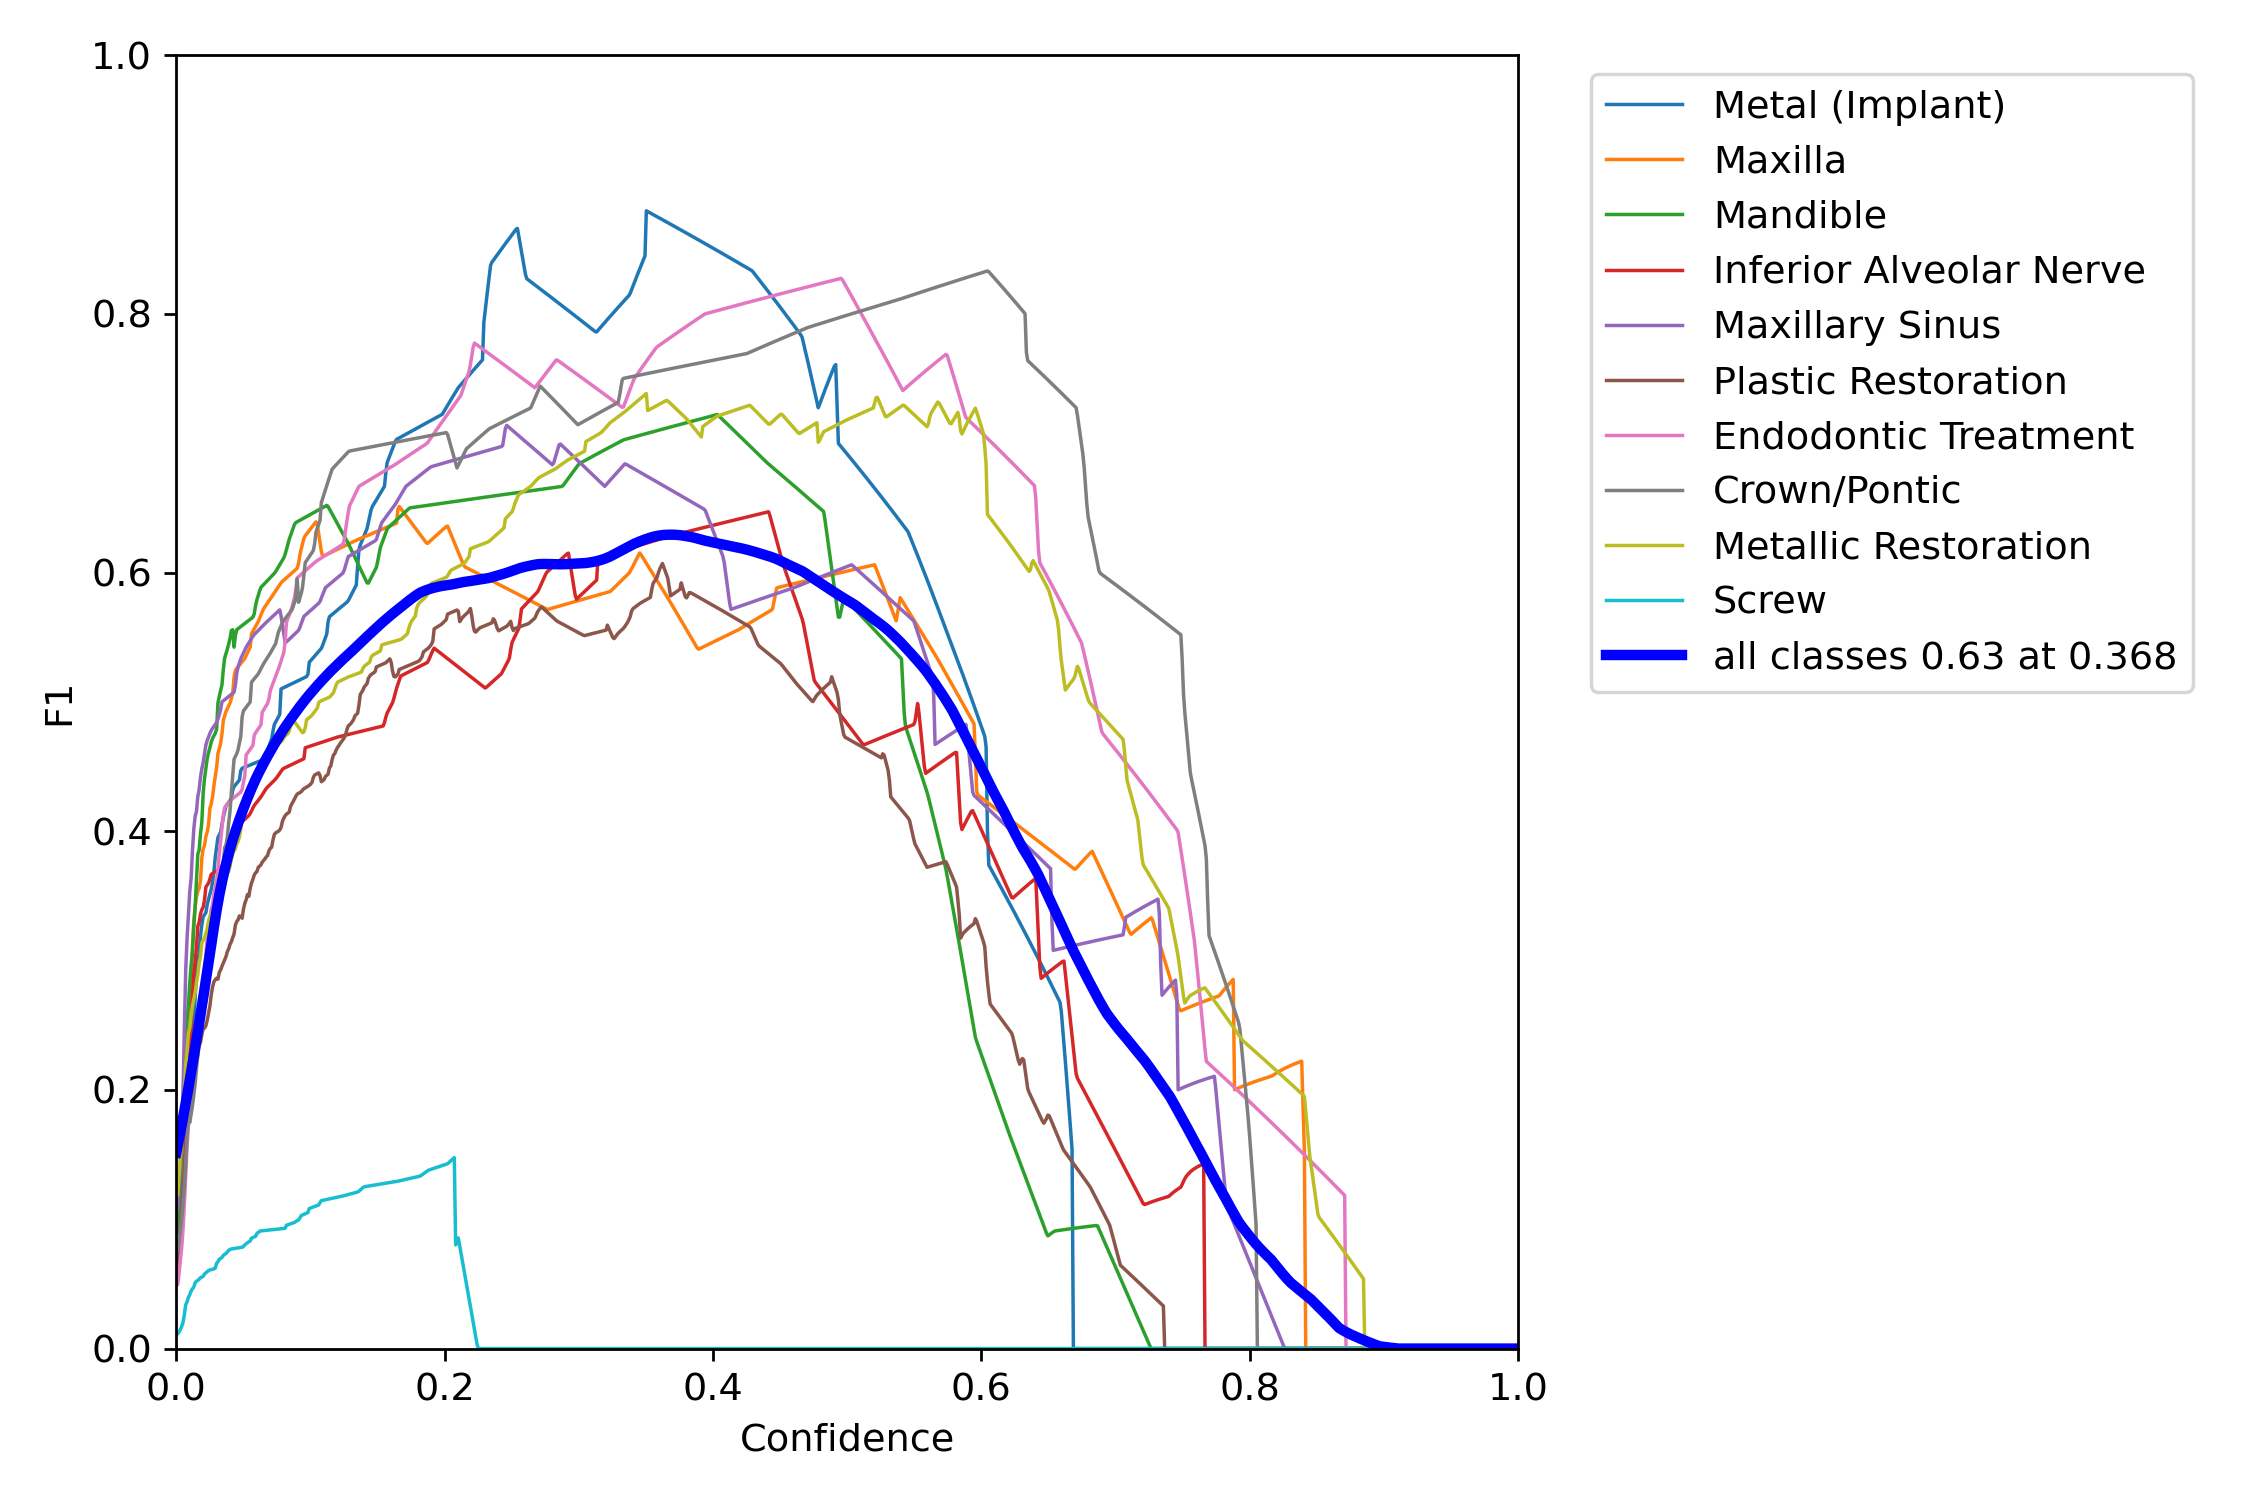 1.0
0.8
0.6
0.4
0.2
0.0
F1
0.0 0.2 0.4 0.6 0.8 1.0
Confidence
Metal (Implant)
Maxilla
Mandible
Inferior Alveolar Nerve
Maxillary Sinus
Plastic Restoration
Endodontic Treatment
Crown/Pontic
Metallic Restoration
Screw
all classes 0.63 at 0.368